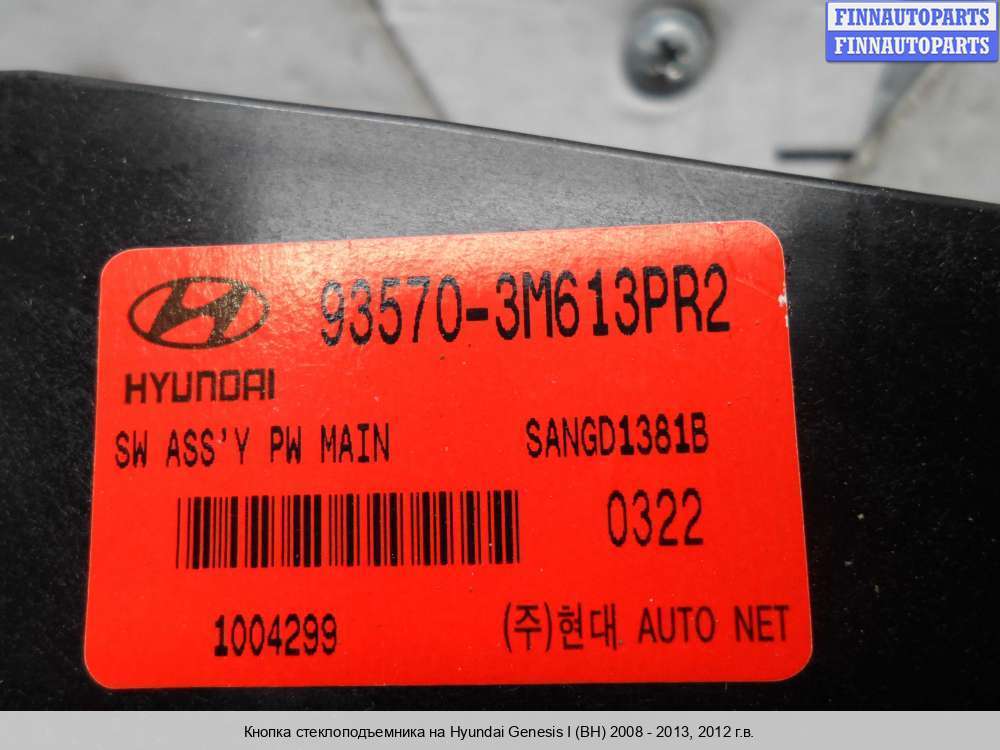 FINNAUTOPARTS
FINNAUTOPARTS
93570-3M613PR2
HYUNDAI
SW ASS'Y PW MAIN SANGD1381B
0322
1004299 (주)현대 AUTO NET
Кнопка стеклоподъемника на Hyundai Genesis I (BH) 2008 - 2013, 2012 г.в.